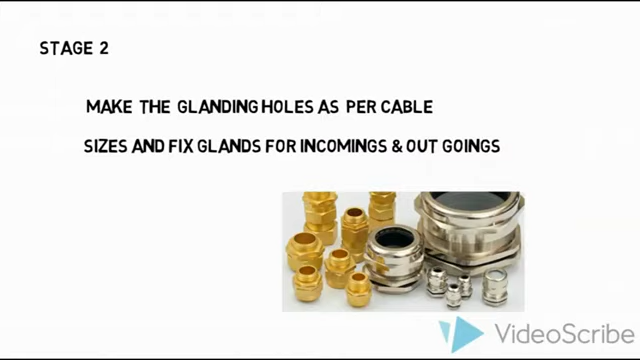 STAGE 2
MAKE THE GLANDING HOLES AS PER CABLE
SIZES AND FIX GLANDS FOR INCOMINGS & OUT GOINGS
VideoScribe